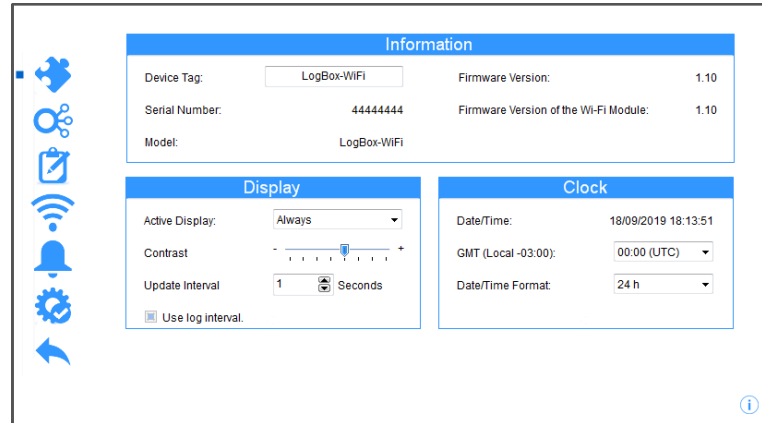 Information
Device Tag: LogBox-WiFi Firmware Version: 1.10
Serial Number: 44444444 Firmware Version of the Wi-Fi Module: 1.10
Model: LogBox-WiFi
Display
Active Display: Always
Contrast - +
Update Interval 1 Seconds
Use log interval.
Clock
Date/Time: 18/09/2019 18:13:51
GMT (Local -03:00): 00:00 (UTC)
Date/Time Format: 24 h
i